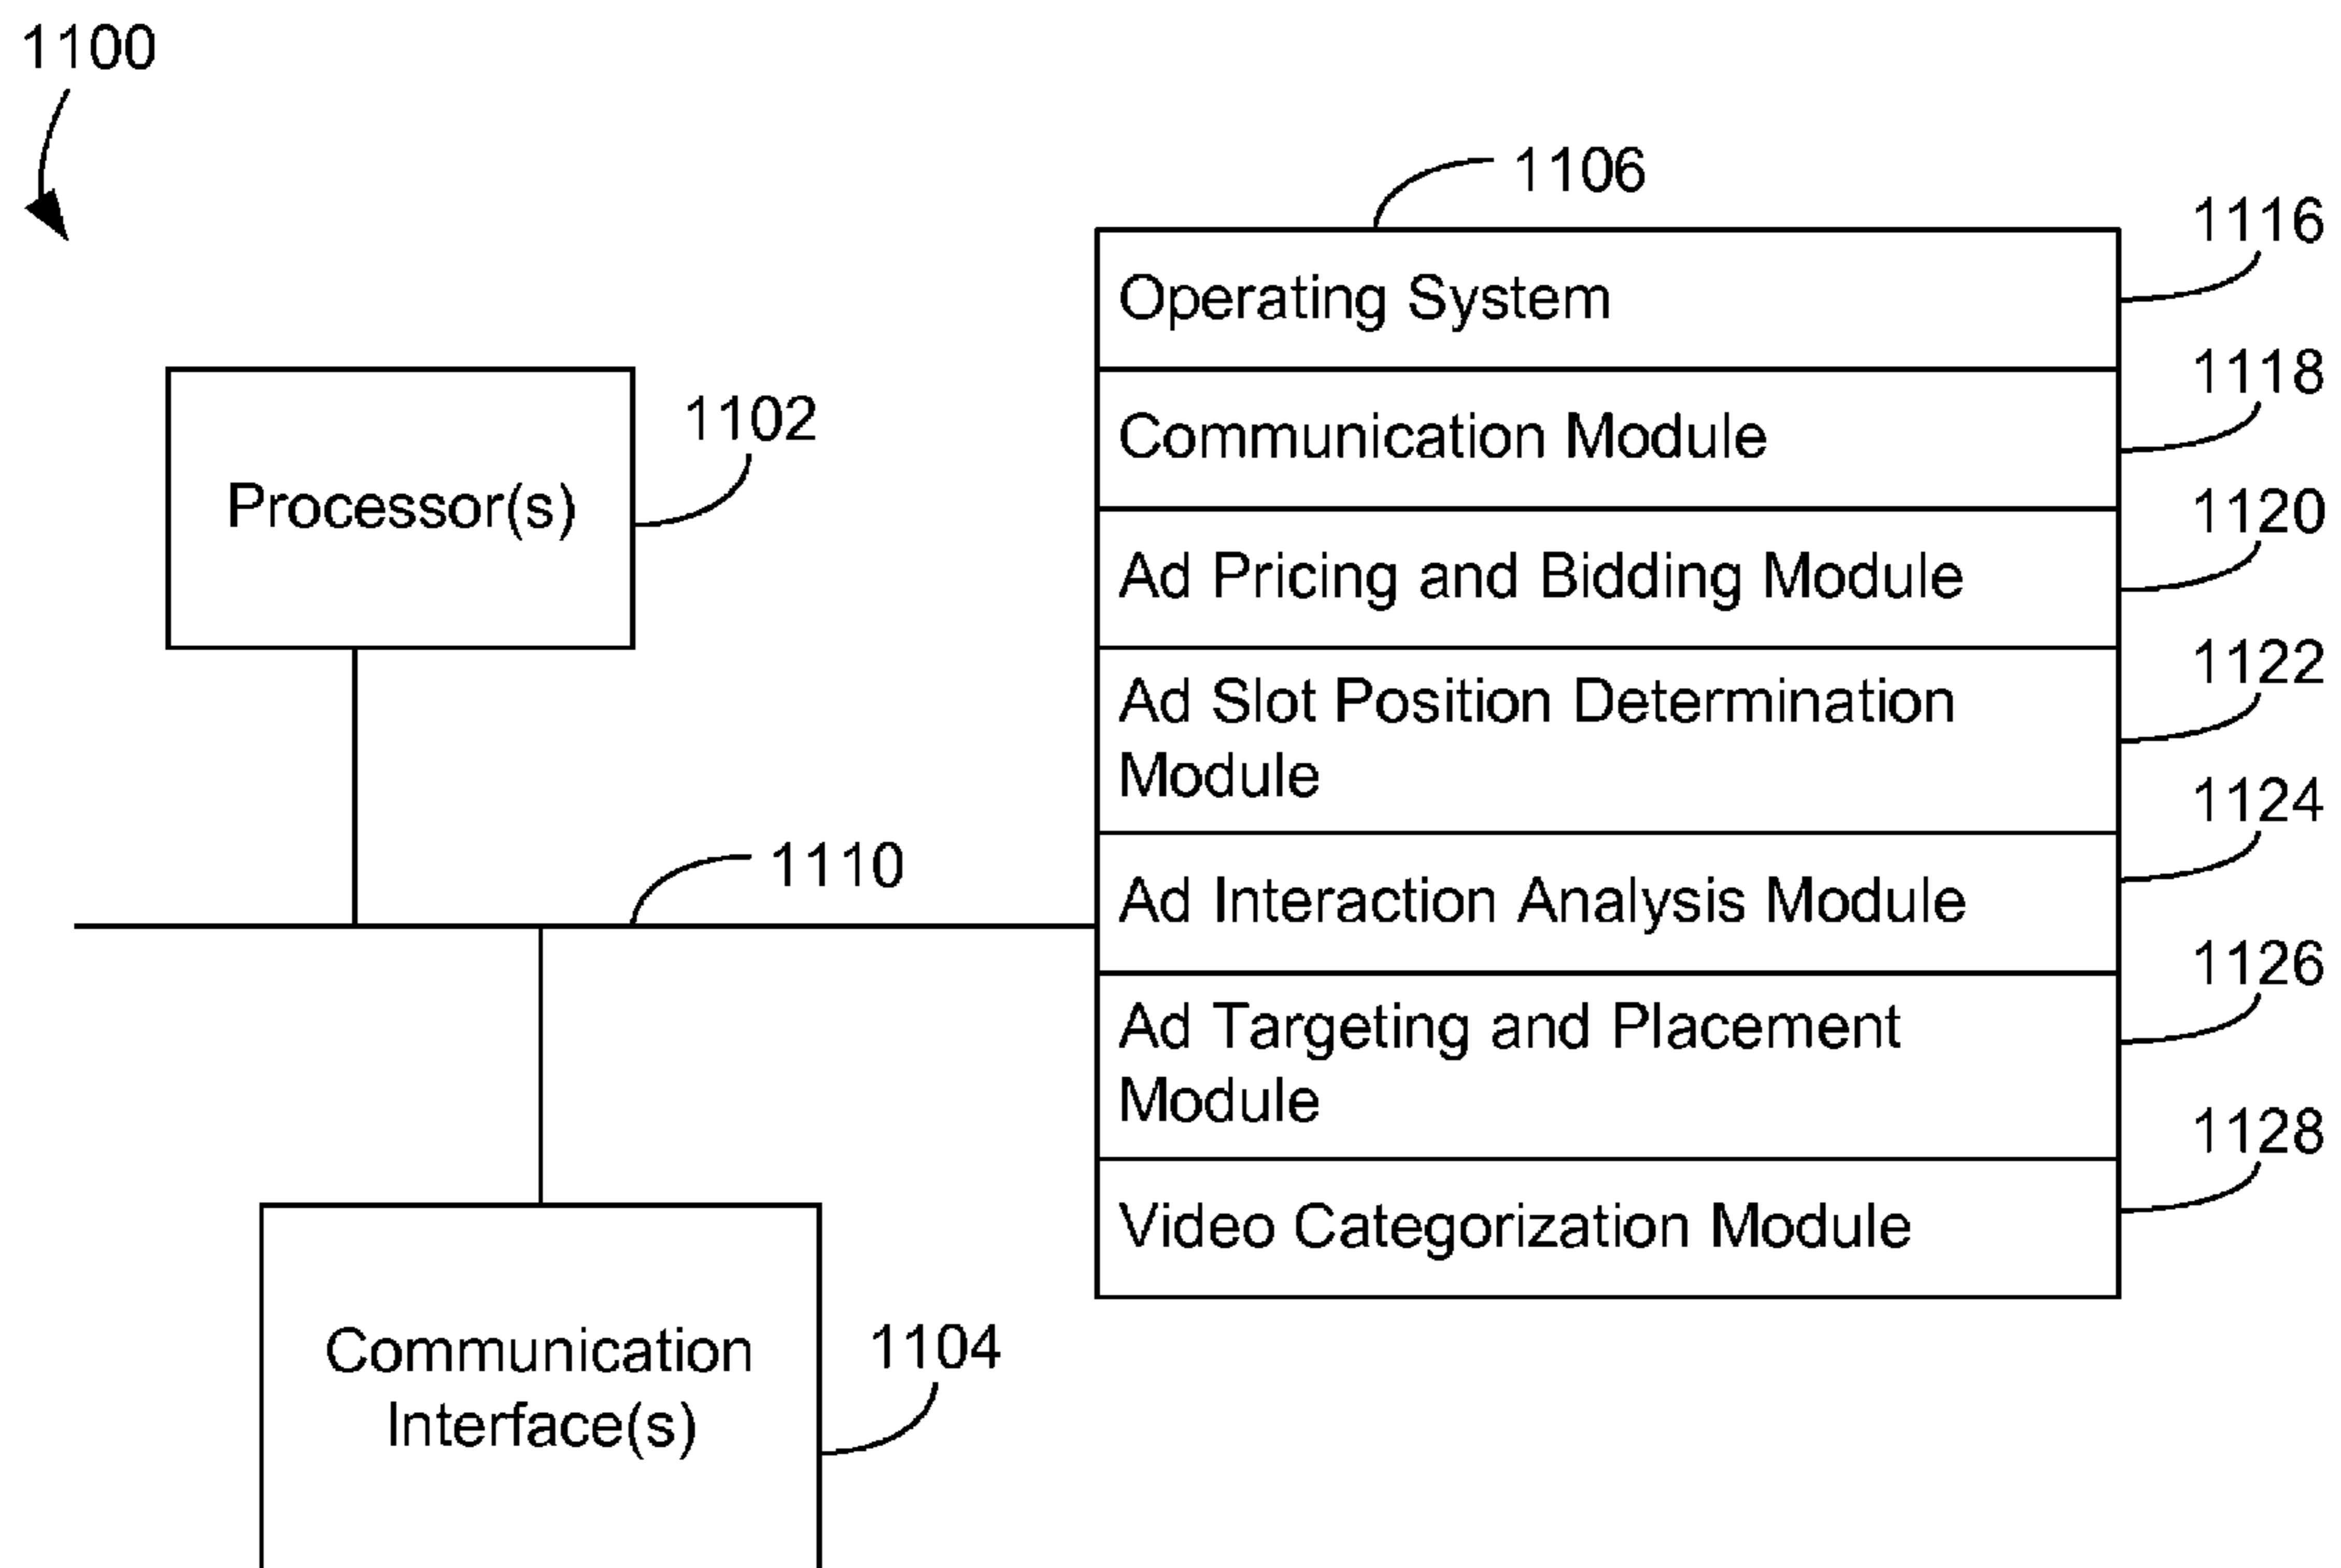 1100
1106
1116
Operating System
1118
Communication Module
1102
Processor(s)
1120
Ad Pricing and Bidding Module
1122
Ad Slot Position Determination
Module
1124
1110
Ad Interaction Analysis Module
1126
Ad Targeting and Placement
Module
1128
Video Categorization Module
1104
Communication
Interface(s)